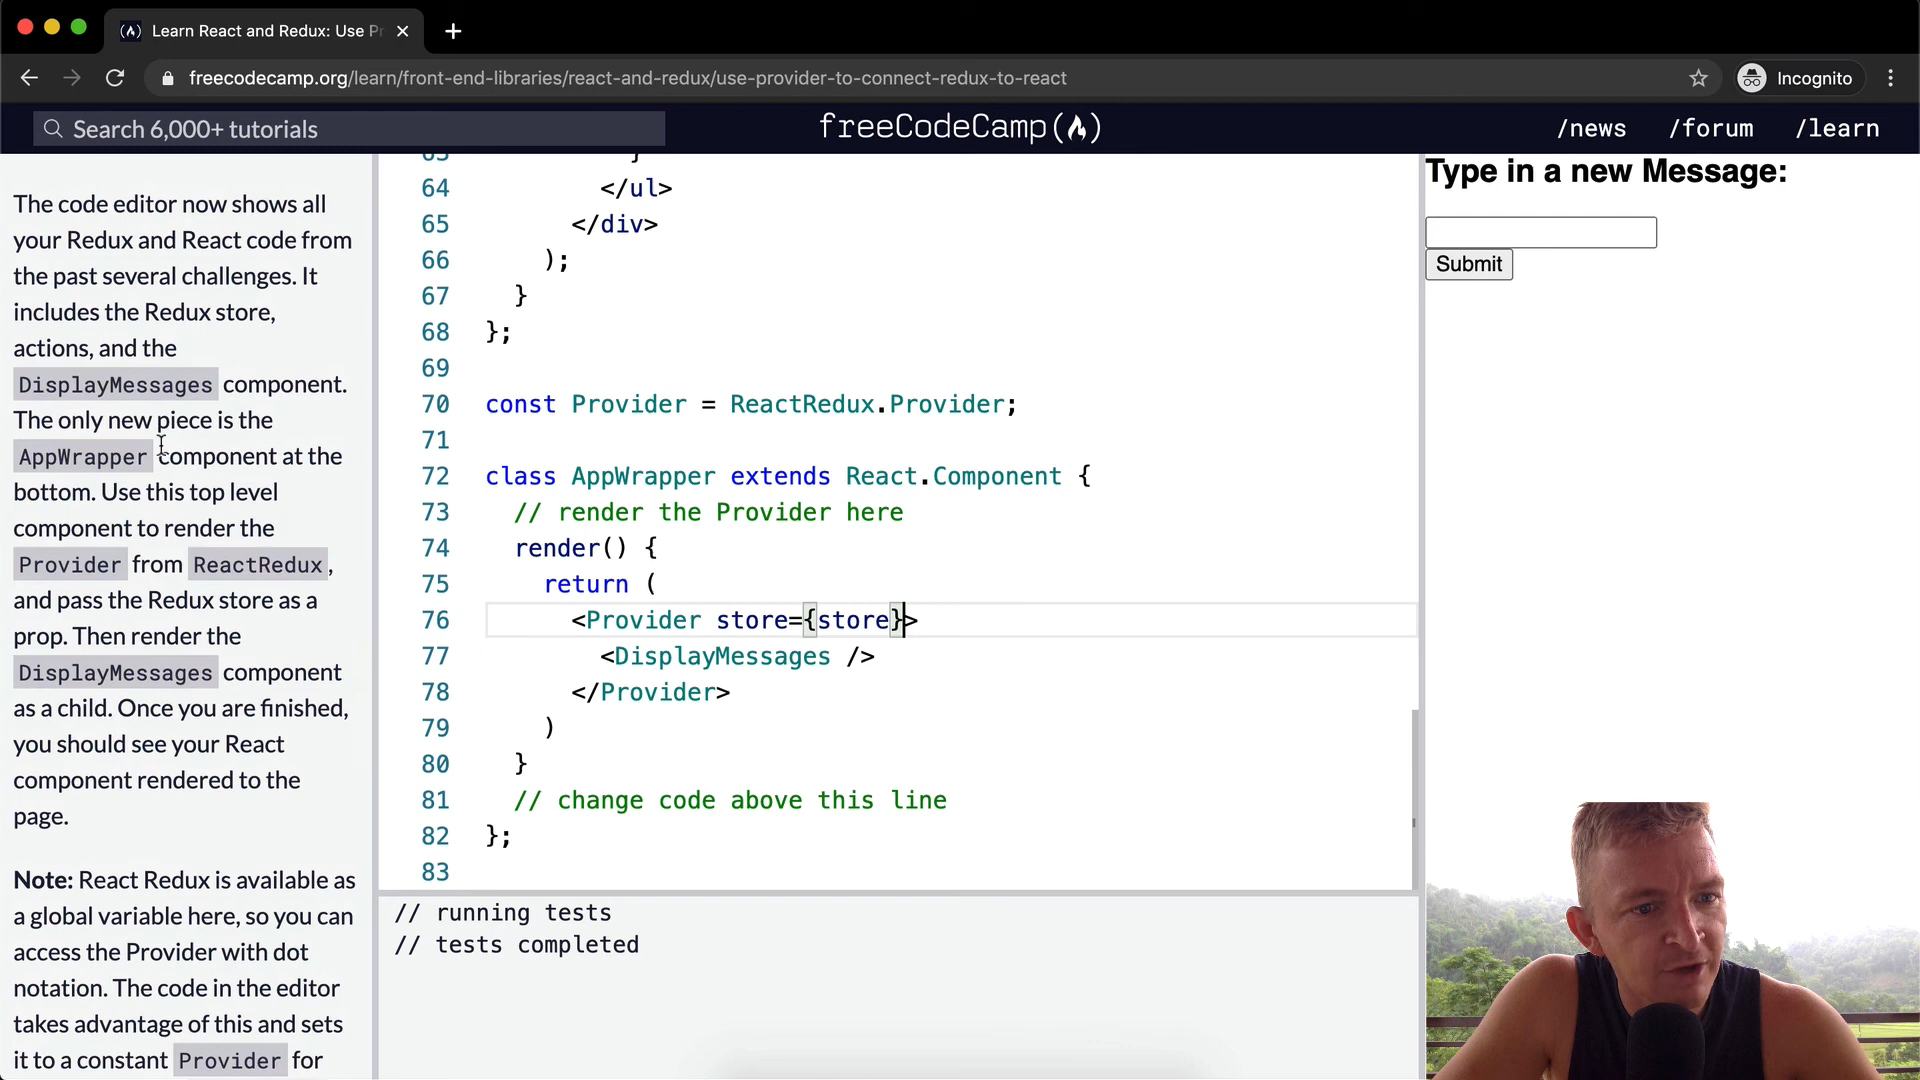 Learn React and Redux: Use Pr
freecodecamp.org/learn/front-end-libraries/react-and-redux/use-provider-to-connect-redux-to-react
Incognito
Search 6,000+ tutorials
freeCodeCamp
/news
/forum
/learn
The code editor now shows all
your Redux and React code from
the past several challenges. It
includes the Redux store,
actions, and the
DisplayMessages component.
The only new piece is the
AppWrapper component at the
bottom. Use this top level
component to render the
Provider from ReactRedux,
and pass the Redux store as a
prop. Then render the
DisplayMessages component
as a child. Once you are finished,
you should see your React
component rendered to the
page.
Note: React Redux is available as
a global variable here, so you can
access the Provider with dot
notation. The code in the editor
takes advantage of this and sets
it to a constant Provider for
63 }
64 </ul>
65 </div>
66 );
67 }
68 };
69
70 const Provider = ReactRedux.Provider;
71
72 class AppWrapper extends React.Component {
73 // render the Provider here
74 render() {
75 return (
76 <Provider store={store}>
77 <DisplayMessages />
78 </Provider>
79 )
80 }
81 // change code above this line
82 };
83
// running tests
// tests completed
Type in a new Message:
Submit